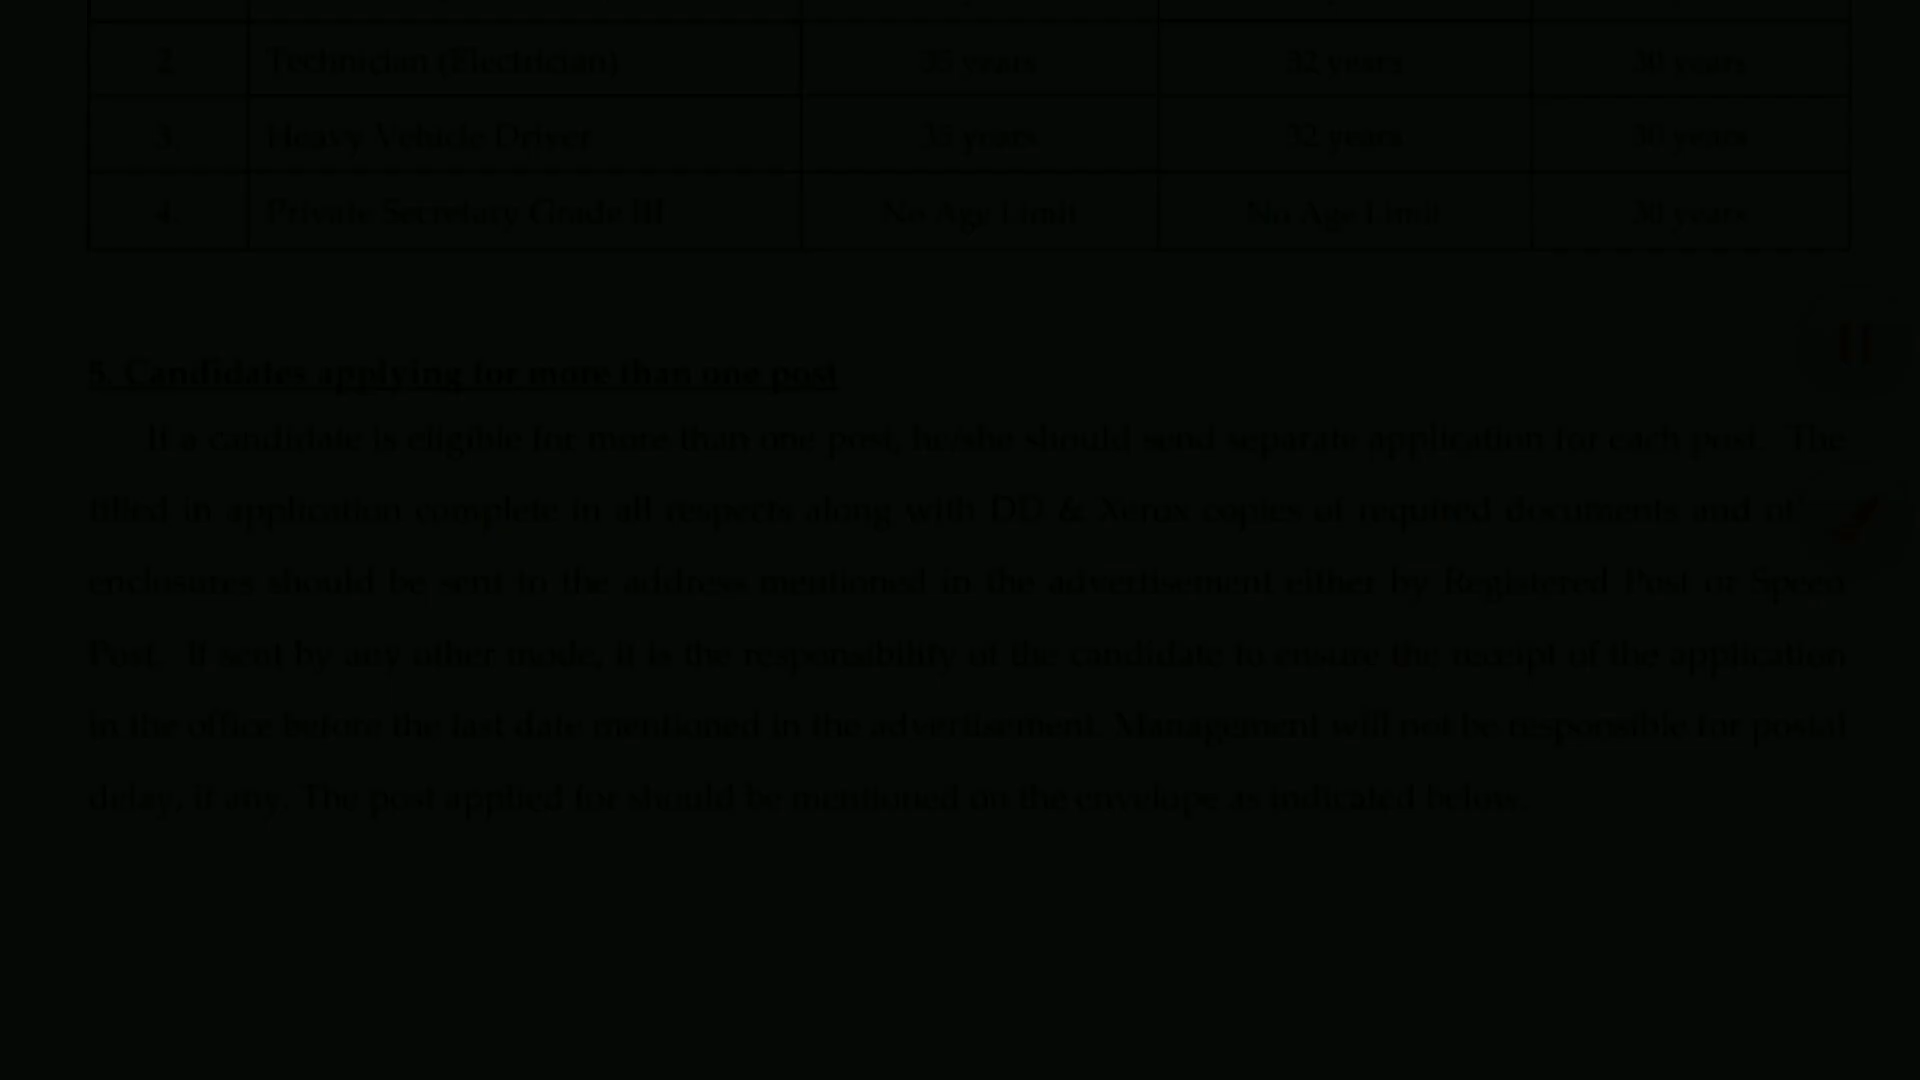 2. Technician (Electrician) 35 years 32 years 30 years
3. Heavy Vehicle Driver 35 years 32 years 30 years
4. Private Secretary Grade III No Age Limit No Age Limit 30 years
5. Candidates applying for more than one post
If a candidate is eligible for more than one post, he/she should send separate application for each post. The
filled in application complete in all respects along with DD & Xerox copies of required documents and
enclosures should be sent to the address mentioned in the advertisement either by Registered Post or Speed
Post. If sent by any other mode, it is the responsibility of the candidate to ensure the receipt of the application
in the office before the last date mentioned in the advertisement. Management will not be responsible for postal
delay, if any. The post applied for should be mentioned on the envelope as indicated below.